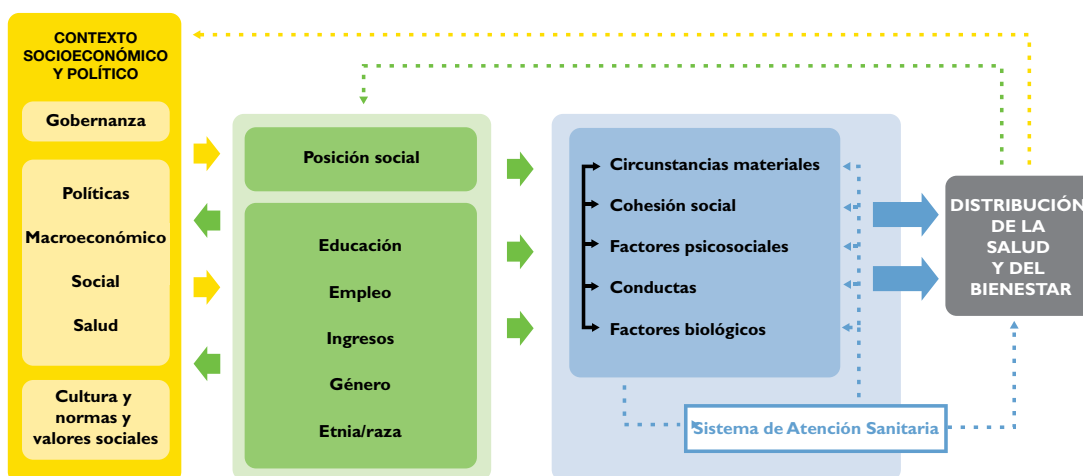 CONTEXTO
SOCIOECONÓMICO
Y POLÍTICO
Gobernanza
Políticas
Macroeconómico
Social
Salud
Cultura y
normas y
valores sociales
Posición social
Educación
Empleo
Ingresos
Género
Etnia/raza
Circunstancias materiales
Cohesión social
Factores psicosociales
Conductas
Factores biológicos
Sistema de Atención Sanitaria
DISTRIBUCIÓN
DE LA
SALUD
Y DEL
BIENESTAR